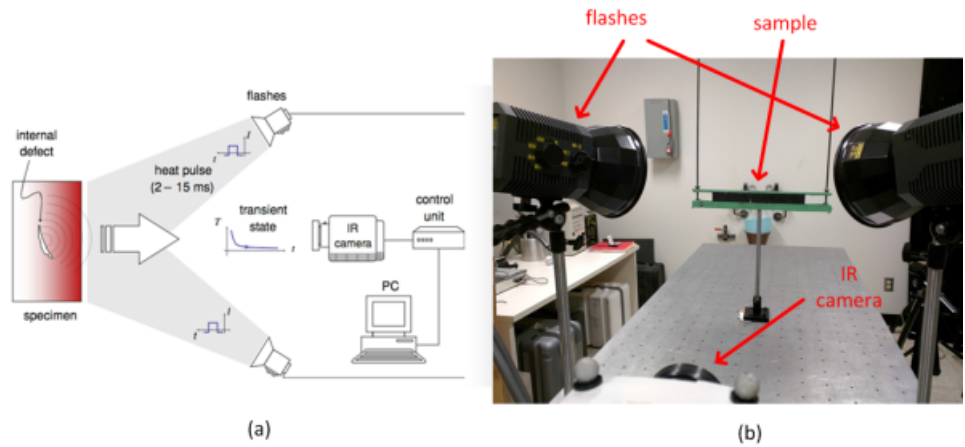 flashes
internal
defect
I
t
heat pulse
(2 – 15 ms)
transient
state
T
t
IR
camera
control
unit
PC
specimen
I
t
(a)
flashes
sample
IR
camera
(b)